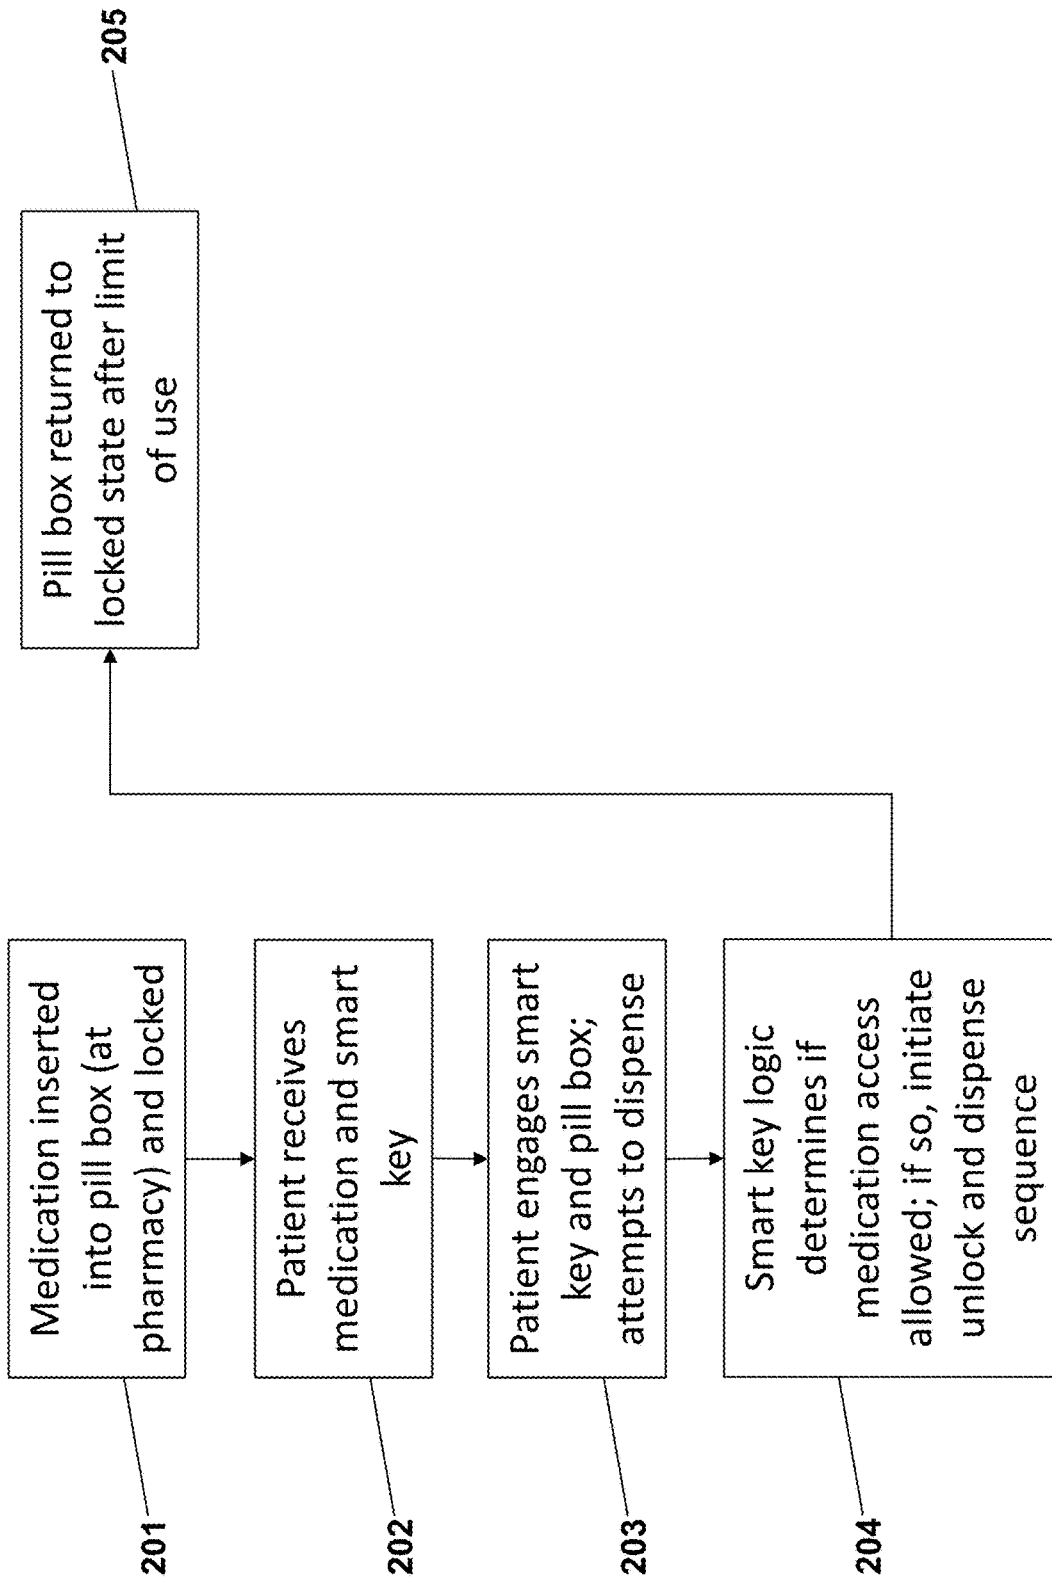 201
Medication inserted
into pill box (at
pharmacy) and locked
202
Patient receives
medication and smart
key
203
Patient engages smart
key and pill box;
attempts to dispense
204
Smart key logic
determines if
medication access
allowed; if so, initiate
unlock and dispense
sequence
205
Pill box returned to
locked state after limit
of use